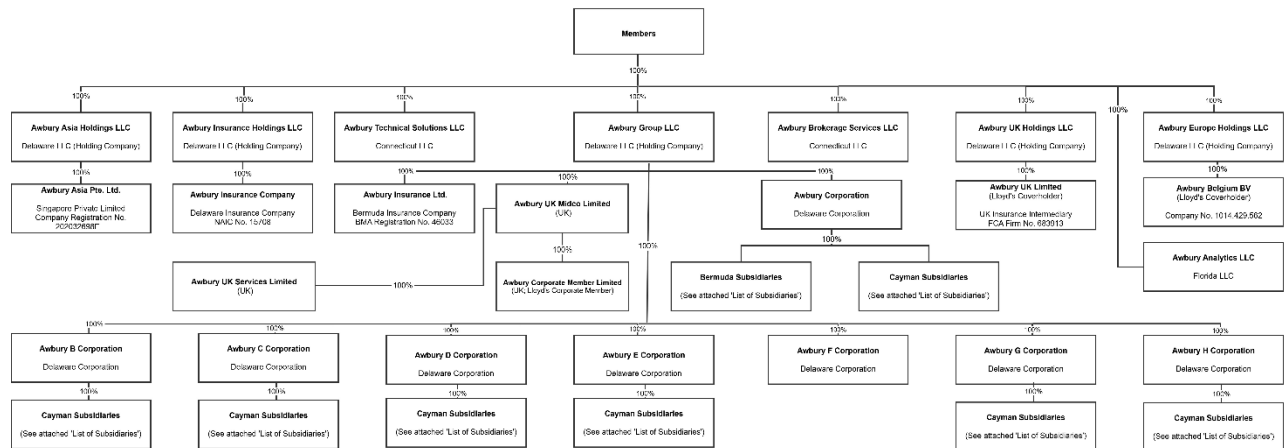 Members
100%
100%
100%
100%
100%
100%
100%
100%
100%
Awbury Asia Holdings LLC
Delaware LLC (Holding Company)
Awbury Insurance Holdings LLC
Delaware LLC (Holding Company)
Awbury Technical Solutions LLC
Connecticut LLC
Awbury Group LLC
Delaware LLC (Holding Company)
Awbury Brokerage Services LLC
Connecticut LLC
Awbury UK Holdings LLC
Delaware LLC (Holding Company)
Awbury Europe Holdings LLC
Delaware LLC (Holding Company)
100%
100%
100%
100%
100%
100%
100%
Awbury Asia Pte. Ltd.
Singapore Private Limited
Company Registration No.
Awbury Insurance Company
Delaware Insurance Company
NAIC No. 15708
Awbury Insurance Ltd.
Bermuda Insurance Company
BMA Registration No. 46033
Awbury UK Midco Limited
(UK)
Awbury Corporation
Delaware Corporation
Awbury UK Limited
(Lloyd's Coverholder)
UK Insurance Intermediary
FCA Firm No. 683913
Awbury Belgium BV
(Lloyd's Coverholder)
Company No. 1014.429.562
100%
100%
100%
Awbury UK Services Limited
(UK)
100%
Awbury Corporate Member Limited
(UK; Lloyd's Corporate Member)
Bermuda Subsidiaries
(See attached 'List of Subsidiaries')
Cayman Subsidiaries
(See attached 'List of Subsidiaries')
Awbury Analytics LLC
Florida LLC
100%
100%
100%
100%
100%
100%
100%
Awbury B Corporation
Delaware Corporation
Awbury C Corporation
Delaware Corporation
Awbury D Corporation
Delaware Corporation
Awbury E Corporation
Delaware Corporation
Awbury F Corporation
Delaware Corporation
Awbury G Corporation
Delaware Corporation
Awbury H Corporation
Delaware Corporation
100%
100%
100%
100%
100%
100%
Cayman Subsidiaries
(See attached 'List of Subsidiaries')
Cayman Subsidiaries
(See attached 'List of Subsidiaries')
Cayman Subsidiaries
(See attached 'List of Subsidiaries')
Cayman Subsidiaries
(See attached 'List of Subsidiaries')
Cayman Subsidiaries
(See attached 'List of Subsidiaries')
Cayman Subsidiaries
(See attached 'List of Subsidiaries')